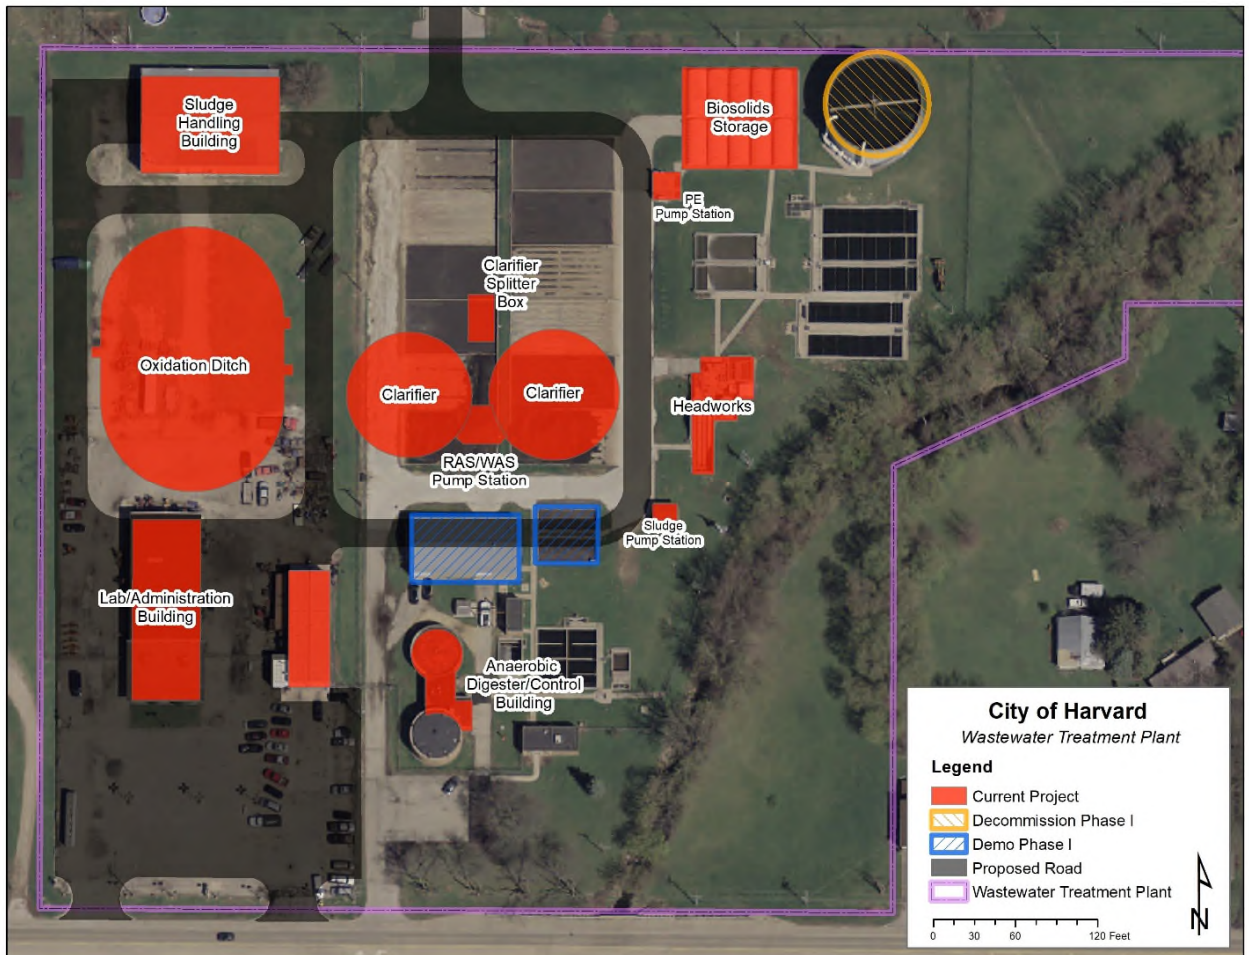 Sludge
Handling
Building
Biosolids
Storage
PE
Pump Station
Clarifier
Splitter
Box
Oxidation Ditch
Clarifier
Clarifier
Headworks
RAS/WAS
Pump Station
Sludge
Pump Station
Lab/Administration
Building
Anaerobic
Digester/Control
Building
City of Harvard
Wastewater Treatment Plant
Legend
Current Project
Decommission Phase I
Demo Phase I
Proposed Road
Wastewater Treatment Plant
0 30 60 120 Feet
N